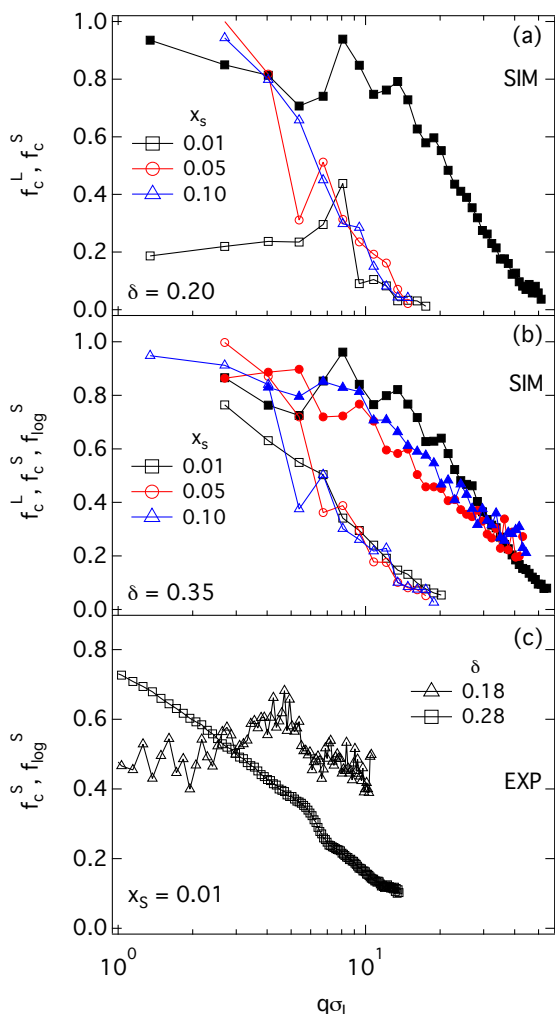 1.0
(a)
0.8
SIM
x_s
0.01
0.05
0.10
f_c^L, f_c^S
0.6
0.4
0.2
δ = 0.20
0.0
(b)
1.0
SIM
0.8
x_s
0.01
0.05
0.10
f_c^L, f_c^S, f_log^S
0.6
0.4
0.2
δ = 0.35
0.0
(c)
0.8
δ
0.18
0.28
f_c^S, f_log^S
0.6
EXP
0.4
0.2
x_S = 0.01
0.0
10^0
10^1